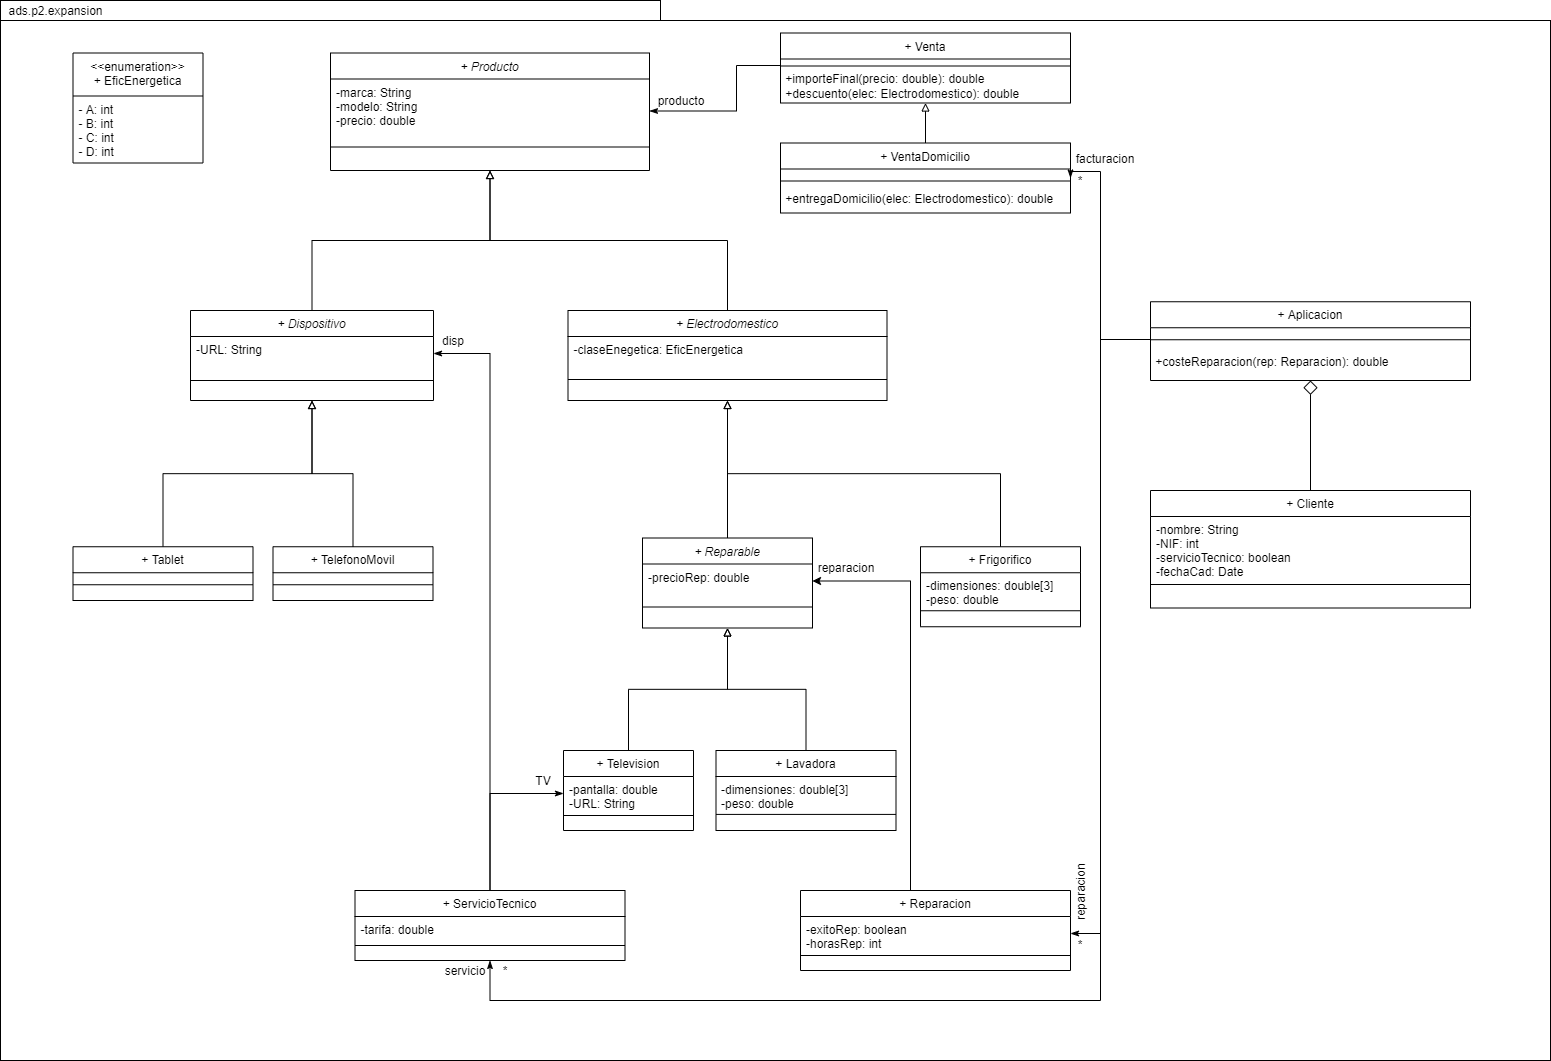 ads.p2.expansion
<<enumeration>>
+ EficEnergetica
- A: int
- B: int
- C: int
- D: int
+ Producto
-marca: String
-modelo: String
-precio: double
producto
+ Venta
+importeFinal(precio: double): double
+descuento(elec: Electrodomestico): double
+ VentaDomicilio
+entregaDomicilio(elec: Electrodomestico): double
facturacion
*
+ Dispositivo
-URL: String
disp
+ Electrodomestico
-claseEnegetica: EficEnergetica
+ Aplicacion
+costeReparacion(rep: Reparacion): double
+ Cliente
-nombre: String
-NIF: int
-servicioTecnico: boolean
-fechaCad: Date
+ Tablet
+ TelefonoMovil
+ Reparable
-precioRep: double
reparacion
+ Frigorifico
-dimensiones: double[3]
-peso: double
TV
+ Television
-pantalla: double
-URL: String
+ Lavadora
-dimensiones: double[3]
-peso: double
+ ServicioTecnico
-tarifa: double
servicio
*
+ Reparacion
-exitoRep: boolean
-horasRep: int
reparacion
*